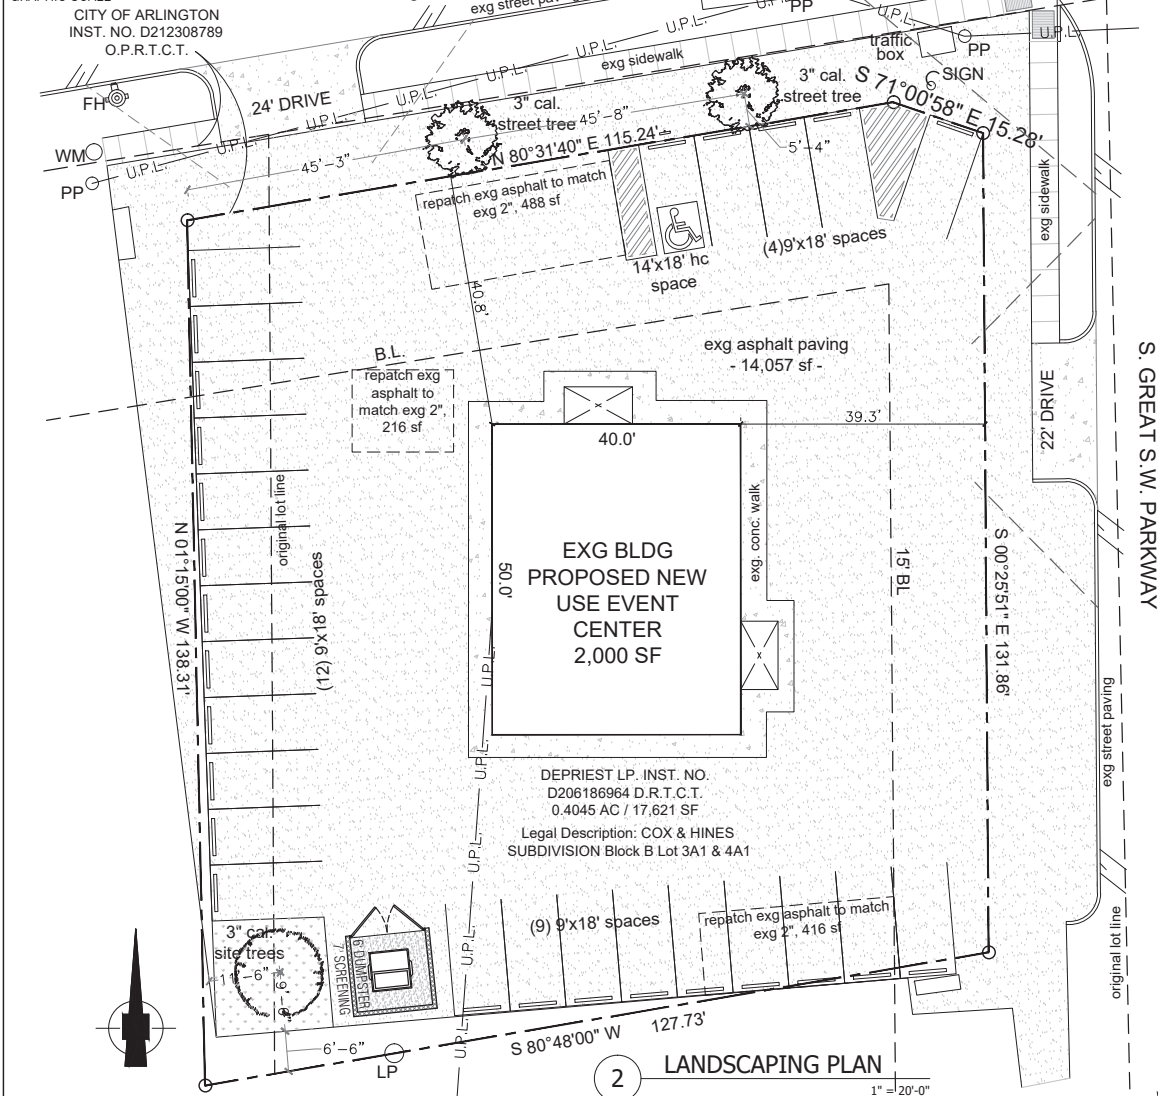 CITY OF ARLINGTON
INST. NO. D212308789
O.P.R.T.C.T.
exg street
U.P.L.
U.P.L.
U.P.L.
U.P.L.
PP
U.P.L.
U.P.L.
traffic
box
PP
SIGN
exg sidewalk
FH
24' DRIVE
U.P.L.
U.P.L.
U.P.L.
U.P.L.
3" cal.
street tree
3" cal.
street tree
S 71°00'58" E 15.28'
WM
PP
45'-3"
45'-8"
N 80°31'40" E 115.24'
5'-4"
exg sidewalk
repatch exg asphalt to match
exg 2", 488 sf
14'x18' hc
space
(4)9'x18' spaces
40.8'
B.L.
exg asphalt paving
- 14,057 sf -
repatch exg
asphalt to
match exg 2",
216 sf
39.3'
22' DRIVE
S. GREAT S.W. PARKWAY
40.0'
x
original lot line
N 01°15'00" W 138.31'
(12) 9'x18' spaces
50.0'
EXG BLDG
PROPOSED NEW
USE EVENT
CENTER
2,000 SF
exg. conc. walk
x
15' BL
S 00°25'51" E 131.86'
U.P.L.
U.P.L.
U.P.L.
U.P.L.
U.P.L.
exg street paving
DEPRIEST LP. INST. NO.
D206186964 D.R.T.C.T.
0.4045 AC / 17,621 SF
Legal Description: COX & HINES
SUBDIVISION Block B Lot 3A1 & 4A1
(9) 9'x18' spaces
repatch exg asphalt to match
exg 2", 416 sf
original lot line
3" cal.
site trees
11'-6"
6' DUMPSTER
7' SCREENING
6'-6"
LP
S 80°48'00" W 127.73'
2
LANDSCAPING PLAN
1" = 20'-0"